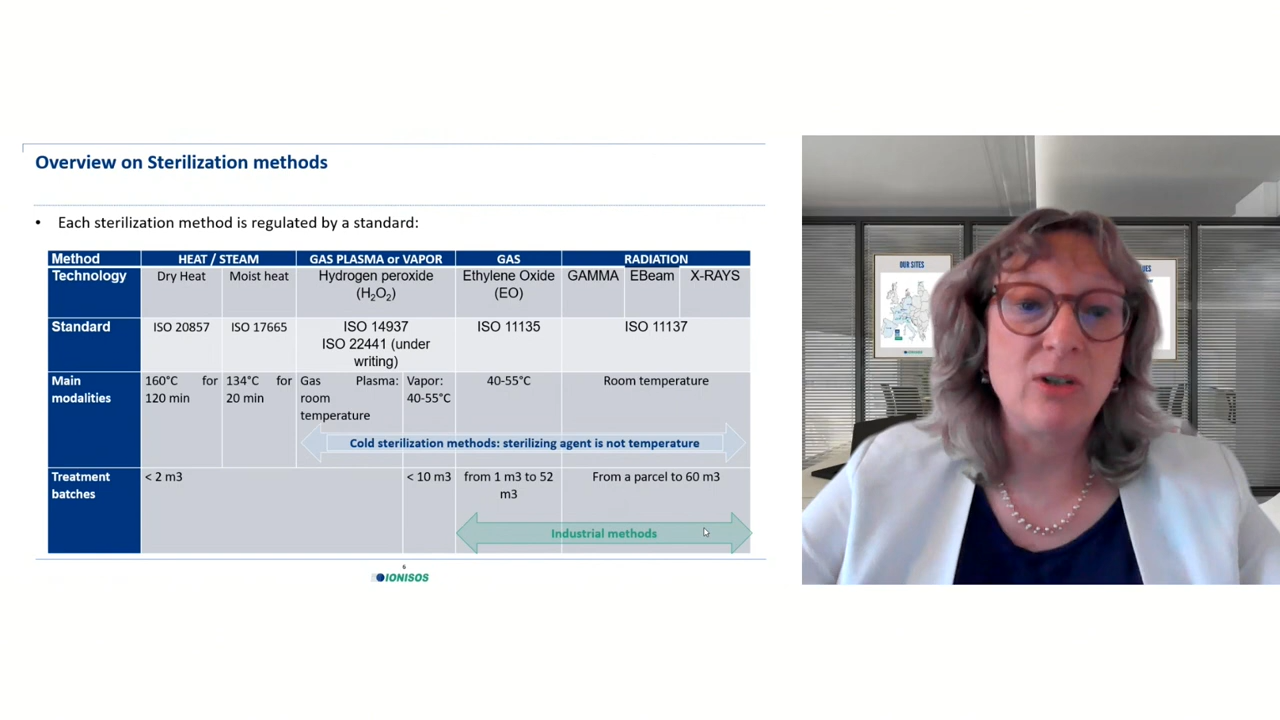 Overview on Sterilization methods
• Each sterilization method is regulated by a standard:
Method HEAT / STEAM GAS PLASMA or VAPOR GAS RADIATION
Technology Dry Heat Moist heat Hydrogen peroxide (H₂O₂) Ethylene Oxide (EO) GAMMA EBeam X-RAYS
Standard ISO 20857 ISO 17665 ISO 14937 ISO 22441 (under writing) ISO 11135 ISO 11137
Main modalities 160°C for 120 min 134°C for 20 min Gas Plasma: room temperature Vapor: 40-55°C 40-55°C Room temperature
Cold sterilization methods: sterilizing agent is not temperature
Treatment batches < 2 m3 < 10 m3 from 1 m3 to 52 m3 From a parcel to 60 m3
Industrial methods
6
IONISOS
OUR SITES